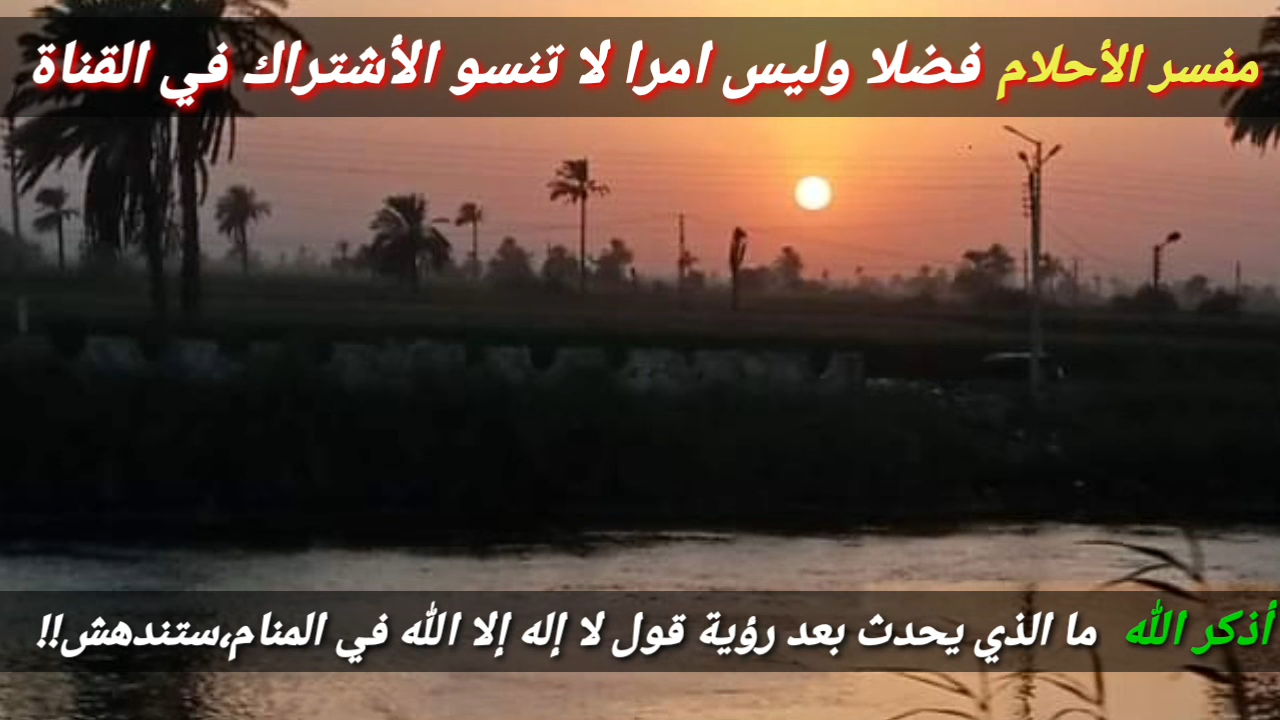 مفسر الأحلام فضلا وليس امرا لا تنسو الأشتراك في القناة
أذكر الله ما الذي يحدث بعد رؤية قول لا إله إلا الله في المنام،ستندهش!!